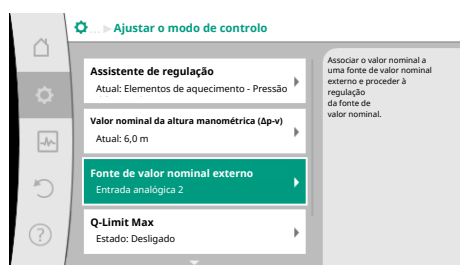 ... ▶ Ajustar o modo de controlo
Assistente de regulação
Atual: Elementos de aquecimento - Pressão
Valor nominal da altura manométrica (Δp-v)
Atual: 6,0 m
Fonte de valor nominal externo
Entrada analógica 2
Q-Limit Max
Estado: Desligado
Associar o valor nominal a
uma fonte de valor nominal
externo e proceder à
regulação
da fonte de
valor nominal.